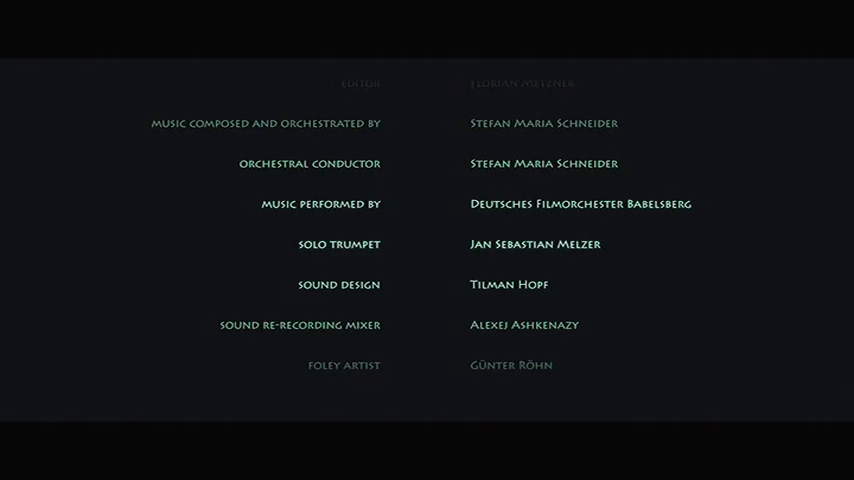 EDITOR FLORIAN METZNER
MUSIC COMPOSED AND ORCHESTRATED BY STEFAN MARIA SCHNEIDER
ORCHESTRAL CONDUCTOR STEFAN MARIA SCHNEIDER
MUSIC PERFORMED BY DEUTSCHES FILMORCHESTER BABELSBERG
SOLO TRUMPET JAN SEBASTIAN MELZER
SOUND DESIGN TILMAN HOPF
SOUND RE-RECORDING MIXER ALEXEJ ASHKENAZY
FOLEY ARTIST GÜNTER RÖHN